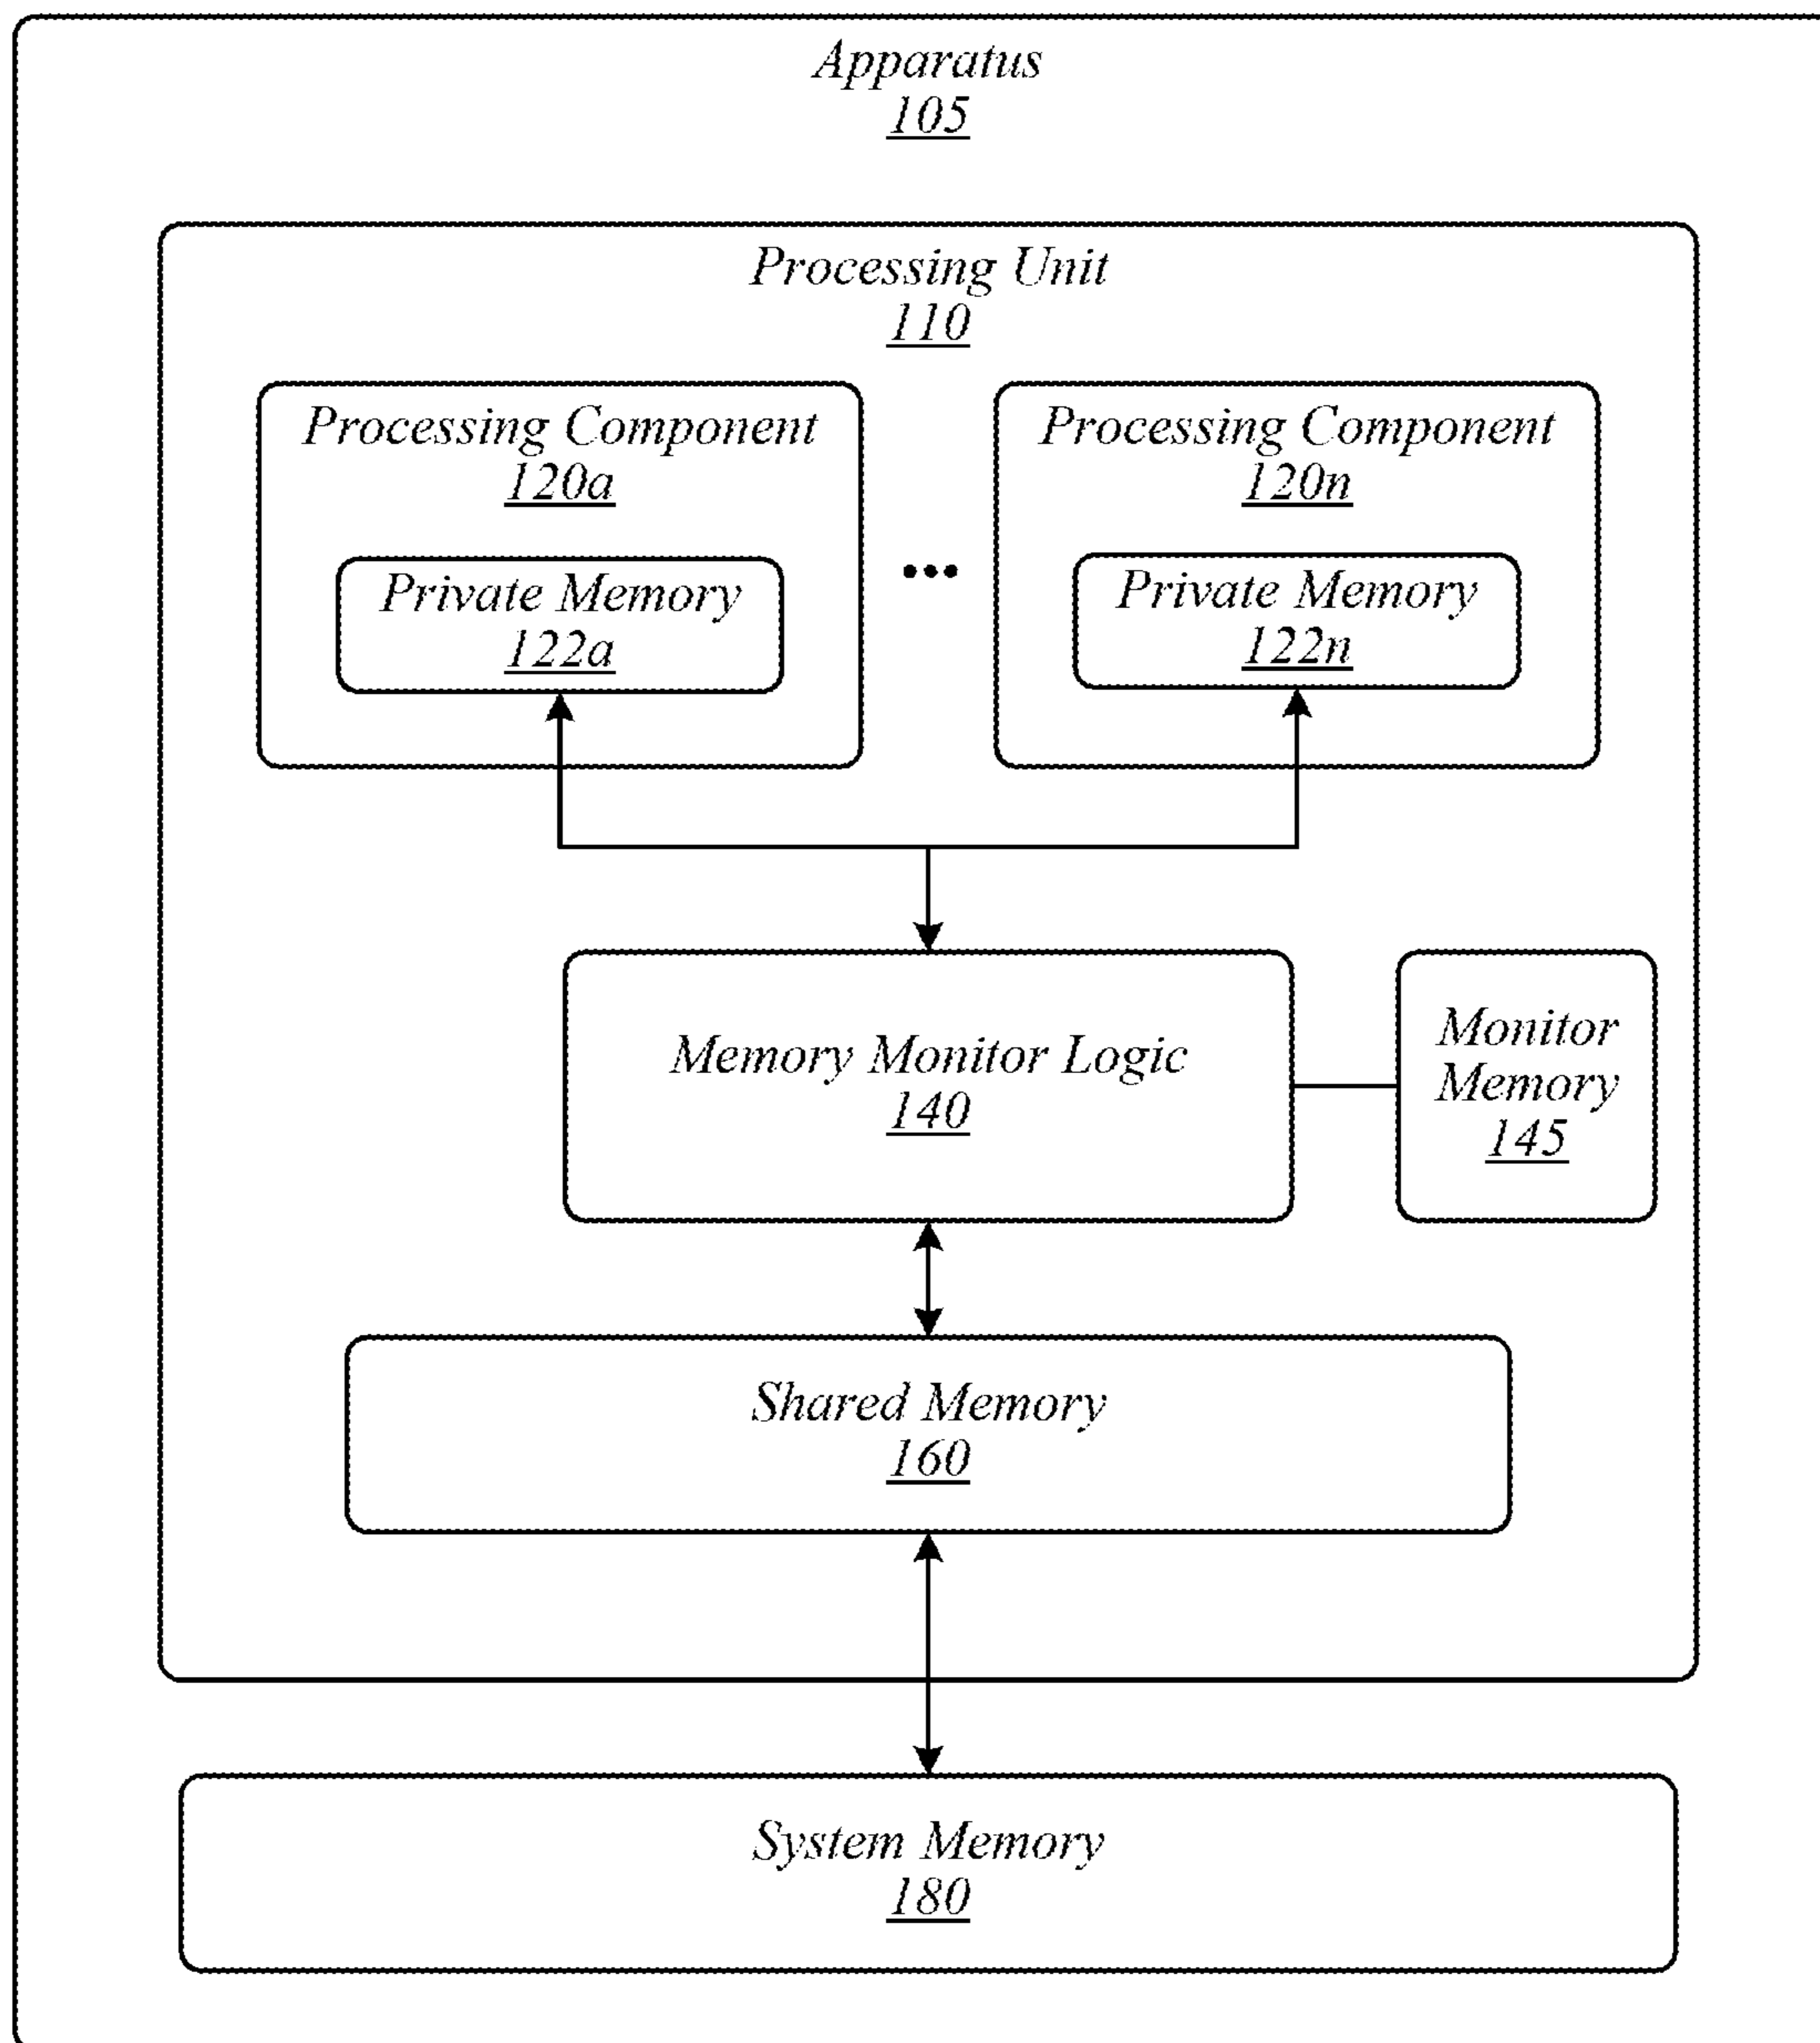 Apparatus
105
Processing Unit
110
Processing Component
120a
Private Memory
122a
•••
Processing Component
120n
Private Memory
122n
Memory Monitor Logic
140
Monitor
Memory
145
Shared Memory
160
System Memory
180